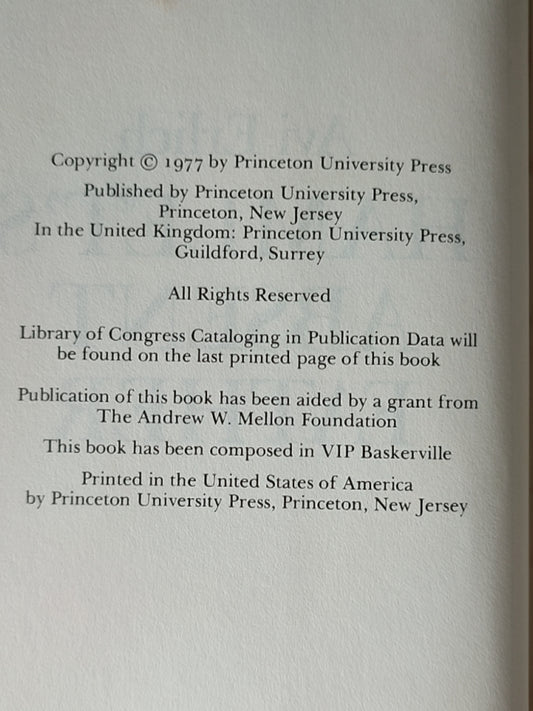 Copyright © 1977 by Princeton University Press
Published by Princeton University Press,
Princeton, New Jersey
In the United Kingdom: Princeton University Press,
Guildford, Surrey
All Rights Reserved
Library of Congress Cataloging in Publication Data will
be found on the last printed page of this book
Publication of this book has been aided by a grant from
The Andrew W. Mellon Foundation
This book has been composed in VIP Baskerville
Printed in the United States of America
by Princeton University Press, Princeton, New Jersey